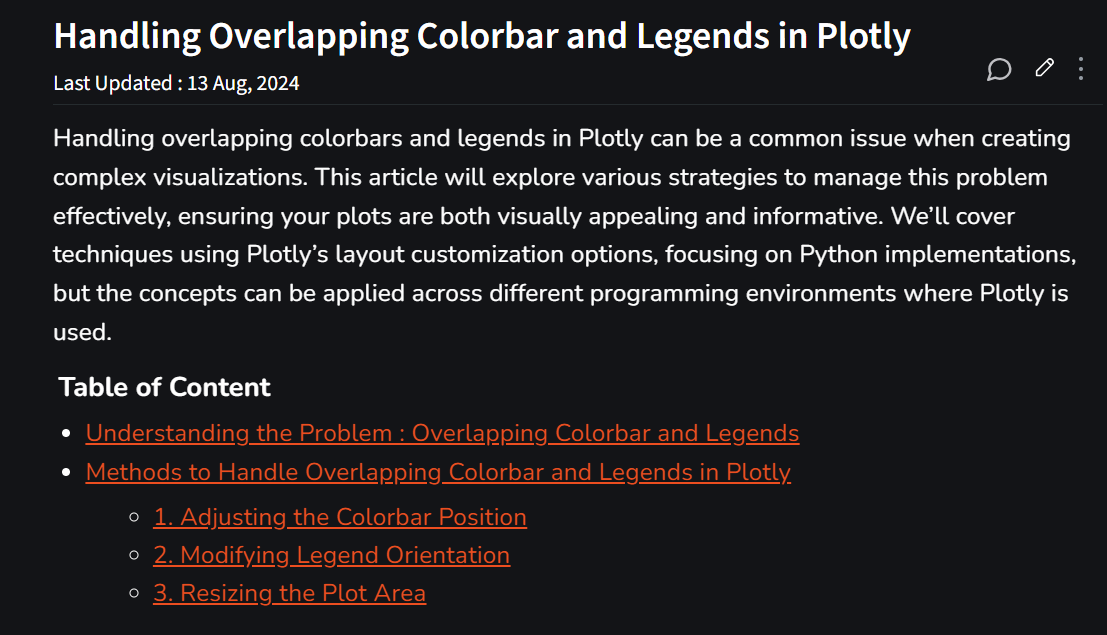 Handling Overlapping Colorbar and Legends in Plotly
Last Updated : 13 Aug, 2024
Handling overlapping colorbars and legends in Plotly can be a common issue when creating
complex visualizations. This article will explore various strategies to manage this problem
effectively, ensuring your plots are both visually appealing and informative. We’ll cover
techniques using Plotly’s layout customization options, focusing on Python implementations,
but the concepts can be applied across different programming environments where Plotly is
used.
Table of Content
Understanding the Problem : Overlapping Colorbar and Legends
Methods to Handle Overlapping Colorbar and Legends in Plotly
1. Adjusting the Colorbar Position
2. Modifying Legend Orientation
3. Resizing the Plot Area